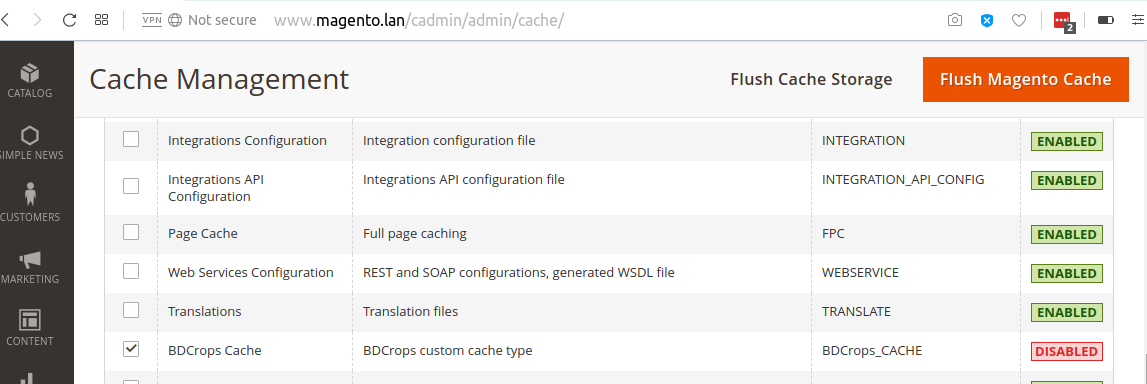 VPN Not secure www.magento.lan/cadmin/admin/cache/
2
Cache Management
Flush Cache Storage
Flush Magento Cache
CATALOG
SIMPLE NEWS
CUSTOMERS
MARKETING
CONTENT
Integrations Configuration Integration configuration file INTEGRATION ENABLED
Integrations API Integrations API configuration file INTEGRATION_API_CONFIG ENABLED
Configuration
Page Cache Full page caching FPC ENABLED
Web Services Configuration REST and SOAP configurations, generated WSDL file WEBSERVICE ENABLED
Translations Translation files TRANSLATE ENABLED
BDCrops Cache BDCrops custom cache type BDCrops_CACHE DISABLED